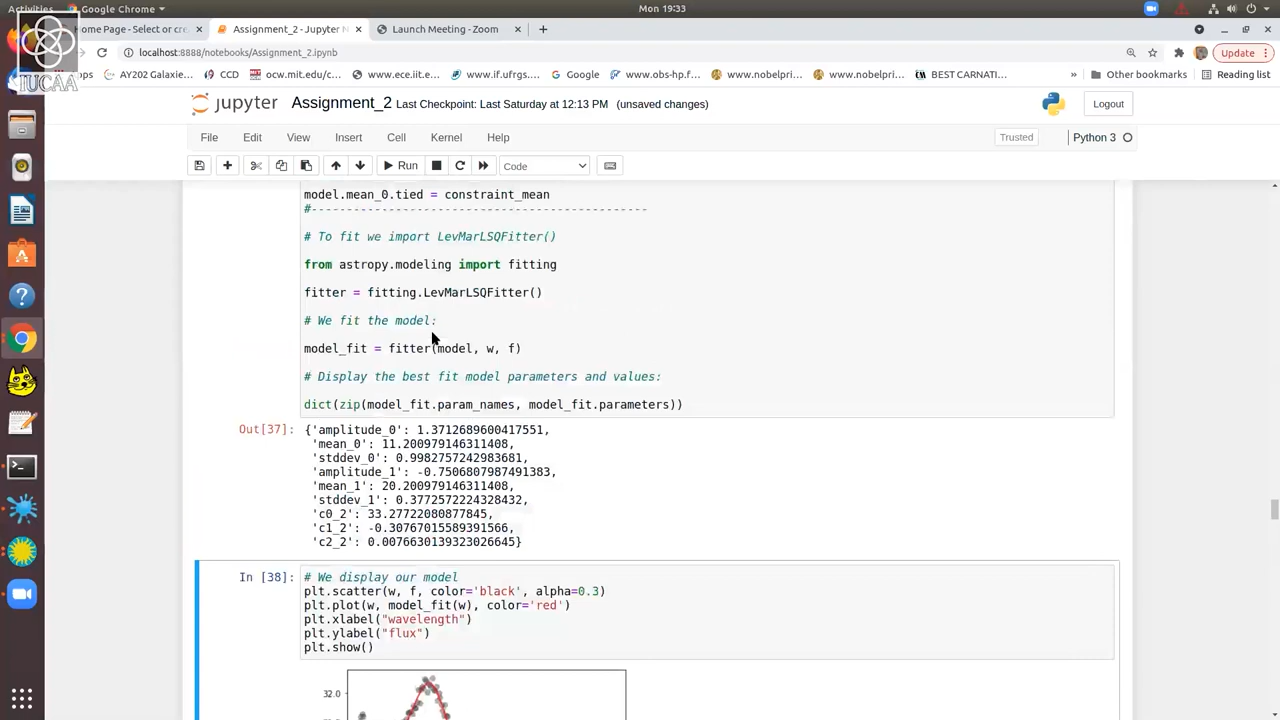 Activities
Google Chrome
Mon 19:33
Home Page - Select or cre
Assignment_2 - Jupyter N
Launch Meeting - Zoom
localhost:8888/notebooks/Assignment_2.ipynb
Update
AY202 Galaxie
CCD
ocw.mit.edu/c...
www.ece.iit.e...
www.if.ufrgs....
Google
www.obs-hp.f...
www.nobelpri...
www.nobelpri...
BEST CARNATI...
»
Other bookmarks
Reading list
IUCAA
jupyter
Assignment_2
Last Checkpoint: Last Saturday at 12:13 PM
(unsaved changes)
Logout
File
Edit
View
Insert
Cell
Kernel
Help
Trusted
Python 3
Run
Code
model.mean_0.tied = constraint_mean
#-------------------------------------------------
# To fit we import LevMarLSQFitter()
from astropy.modeling import fitting
fitter = fitting.LevMarLSQFitter()
# We fit the model:
model_fit = fitter(model, w, f)
# Display the best fit model parameters and values:
dict(zip(model_fit.param_names, model_fit.parameters))
Out[37]:
{'amplitude_0': 1.3712689600417551,
'mean_0': 11.200979146311408,
'stddev_0': 0.9982757242983681,
'amplitude_1': -0.7506807987491383,
'mean_1': 20.200979146311408,
'stddev_1': 0.3772572224328432,
'c0_2': 33.27722080877845,
'c1_2': -0.30767015589391566,
'c2_2': 0.0076630139323026645}
In [38]:
# We display our model
plt.scatter(w, f, color='black', alpha=0.3)
plt.plot(w, model_fit(w), color='red')
plt.xlabel("wavelength")
plt.ylabel("flux")
plt.show()
32.0